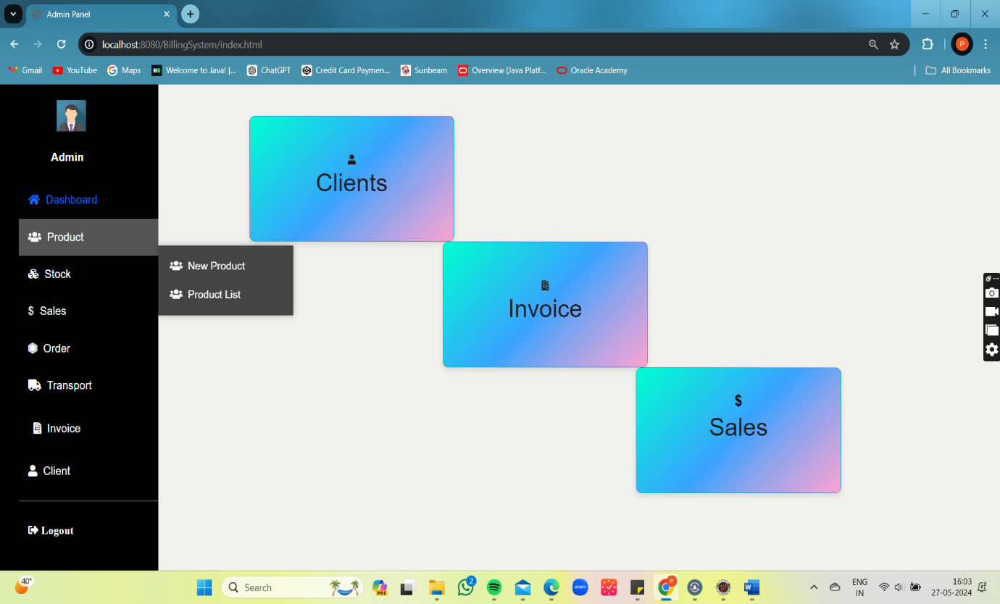 Admin Panel
localhost:8080/BillingSystem/index.html
P
Gmail
YouTube
Maps
Welcome to Java! |...
ChatGPT
Credit Card Paymen...
Sunbeam
Overview (Java Platf...
Oracle Academy
All Bookmarks
Admin
Dashboard
Product
Stock
$ Sales
Order
Transport
Invoice
Client
Logout
New Product
Product List
Clients
Invoice
$
Sales
40°
Search
PRE
2
zoom
P
W
ENG
IN
16:03
27-05-2024